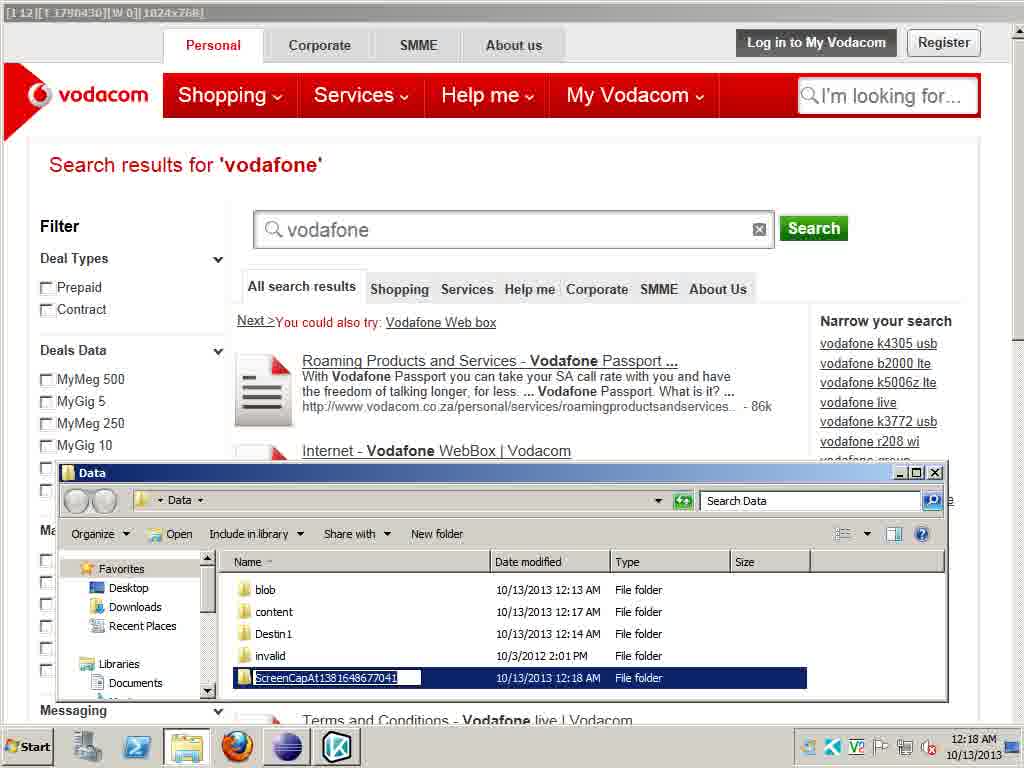 [I 12][T 1790430][W 0][1024x768]
Personal Corporate SMME About us Log in to My Vodacom Register
vodacom Shopping Services Help me My Vodacom I'm looking for...
Search results for 'vodafone'
Filter
vodafone Search
Deal Types
Prepaid
Contract
Deals Data
MyMeg 500
MyGig 5
MyMeg 250
MyGig 10
All search results Shopping Services Help me Corporate SMME About Us
Next >You could also try: Vodafone Web box
Roaming Products and Services - Vodafone Passport ...
With Vodafone Passport you can take your SA call rate with you and have
the freedom of talking longer, for less. ... Vodafone Passport. What is it? ...
http://www.vodacom.co.za/personal/services/roamingproductsandservices... - 86k
Internet - Vodafone WebBox | Vodacom
Narrow your search
vodafone k4305 usb
vodafone b2000 lte
vodafone k5006z lte
vodafone live
vodafone k3772 usb
vodafone r208 wi
vodafone group
Data
Data Search Data
Organize Open Include in library Share with New folder
Favorites
Desktop
Downloads
Recent Places
Libraries
Documents
Name Date modified Type Size
blob 10/13/2013 12:13 AM File folder
content 10/13/2013 12:17 AM File folder
Destin1 10/13/2013 12:14 AM File folder
invalid 10/3/2012 2:01 PM File folder
ScreenCapAt1381648677041 10/13/2013 12:18 AM File folder
Messaging
Terms and Conditions - Vodafone live | Vodacom
Start
12:18 AM
10/13/2013